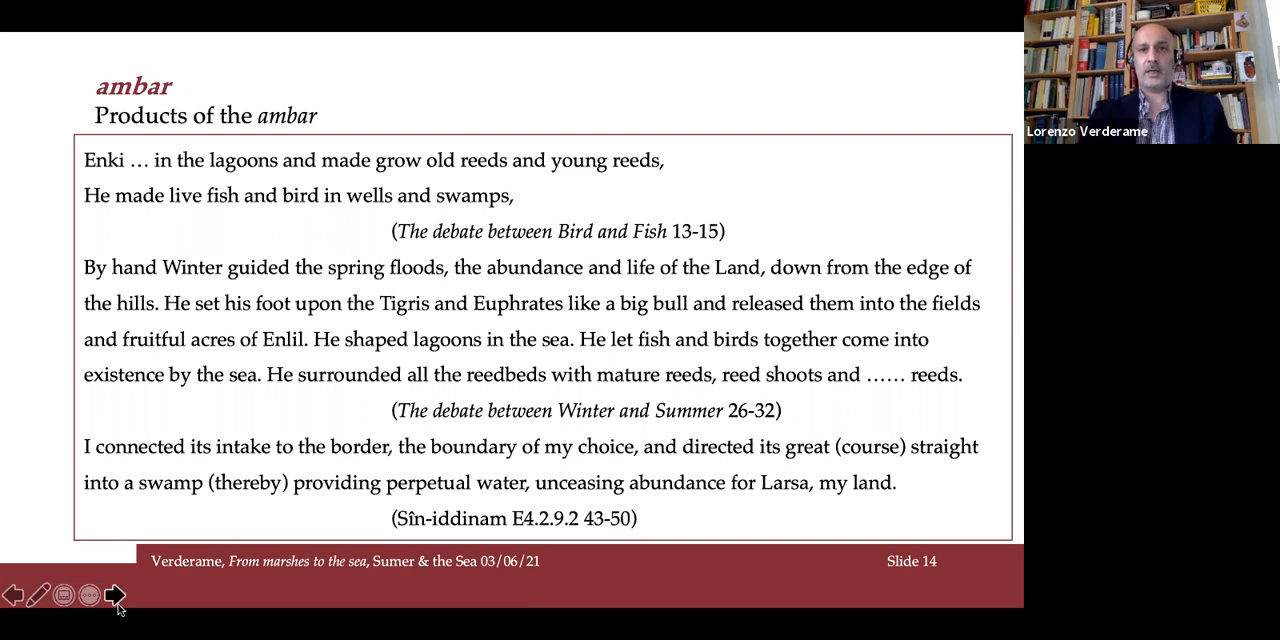 ambar
Products of the ambar
Enki … in the lagoons and made grow old reeds and young reeds,
He made live fish and bird in wells and swamps,
(The debate between Bird and Fish 13-15)
By hand Winter guided the spring floods, the abundance and life of the Land, down from the edge of
the hills. He set his foot upon the Tigris and Euphrates like a big bull and released them into the fields
and fruitful acres of Enlil. He shaped lagoons in the sea. He let fish and birds together come into
existence by the sea. He surrounded all the reedbeds with mature reeds, reed shoots and …… reeds.
(The debate between Winter and Summer 26-32)
I connected its intake to the border, the boundary of my choice, and directed its great (course) straight
into a swamp (thereby) providing perpetual water, unceasing abundance for Larsa, my land.
(Sîn-iddinam E4.2.9.2 43-50)
Verderame, From marshes to the sea, Sumer & the Sea 03/06/21
Slide 14
Lorenzo Verderame